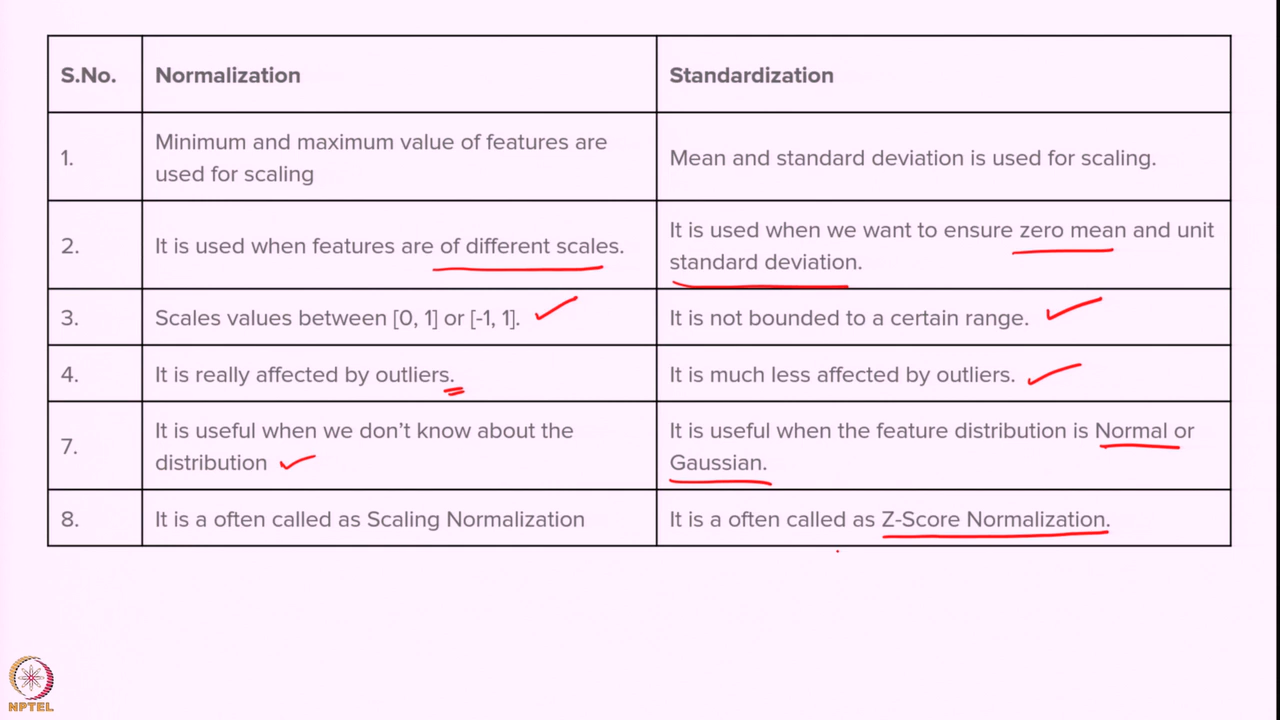 S.No.
Normalization
Standardization
1.
Minimum and maximum value of features are
used for scaling
Mean and standard deviation is used for scaling.
2.
It is used when features are of different scales.
It is used when we want to ensure zero mean and unit
standard deviation.
3.
Scales values between [0, 1] or [-1, 1].
It is not bounded to a certain range.
4.
It is really affected by outliers.
It is much less affected by outliers.
7.
It is useful when we don’t know about the
distribution
It is useful when the feature distribution is Normal or
Gaussian.
8.
It is a often called as Scaling Normalization
It is a often called as Z-Score Normalization.
NPTEL